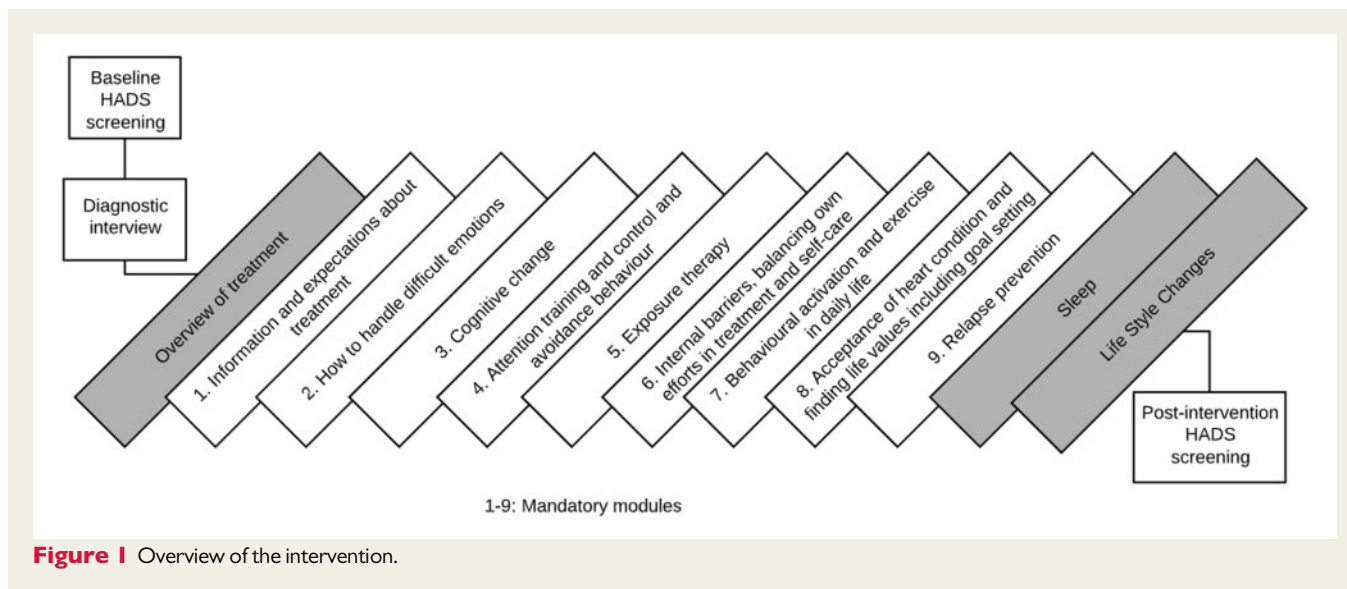 Baseline
HADS
screening
Diagnostic
interview
Overview of treatment
1. Information and expectations about
treatment
2. How to handle difficult emotions
3. Cognitive change
4. Attention training and control and
avoidance behaviour
5. Exposure therapy
6. Internal barriers, balancing own
efforts in treatment and self-care
7. Behavioural activation and exercise
in daily life
8. Acceptance of heart condition and
finding life values including goal setting
9. Relapse prevention
Sleep
Life Style Changes
Post-intervention
HADS
screening
1-9: Mandatory modules
Figure 1 Overview of the intervention.